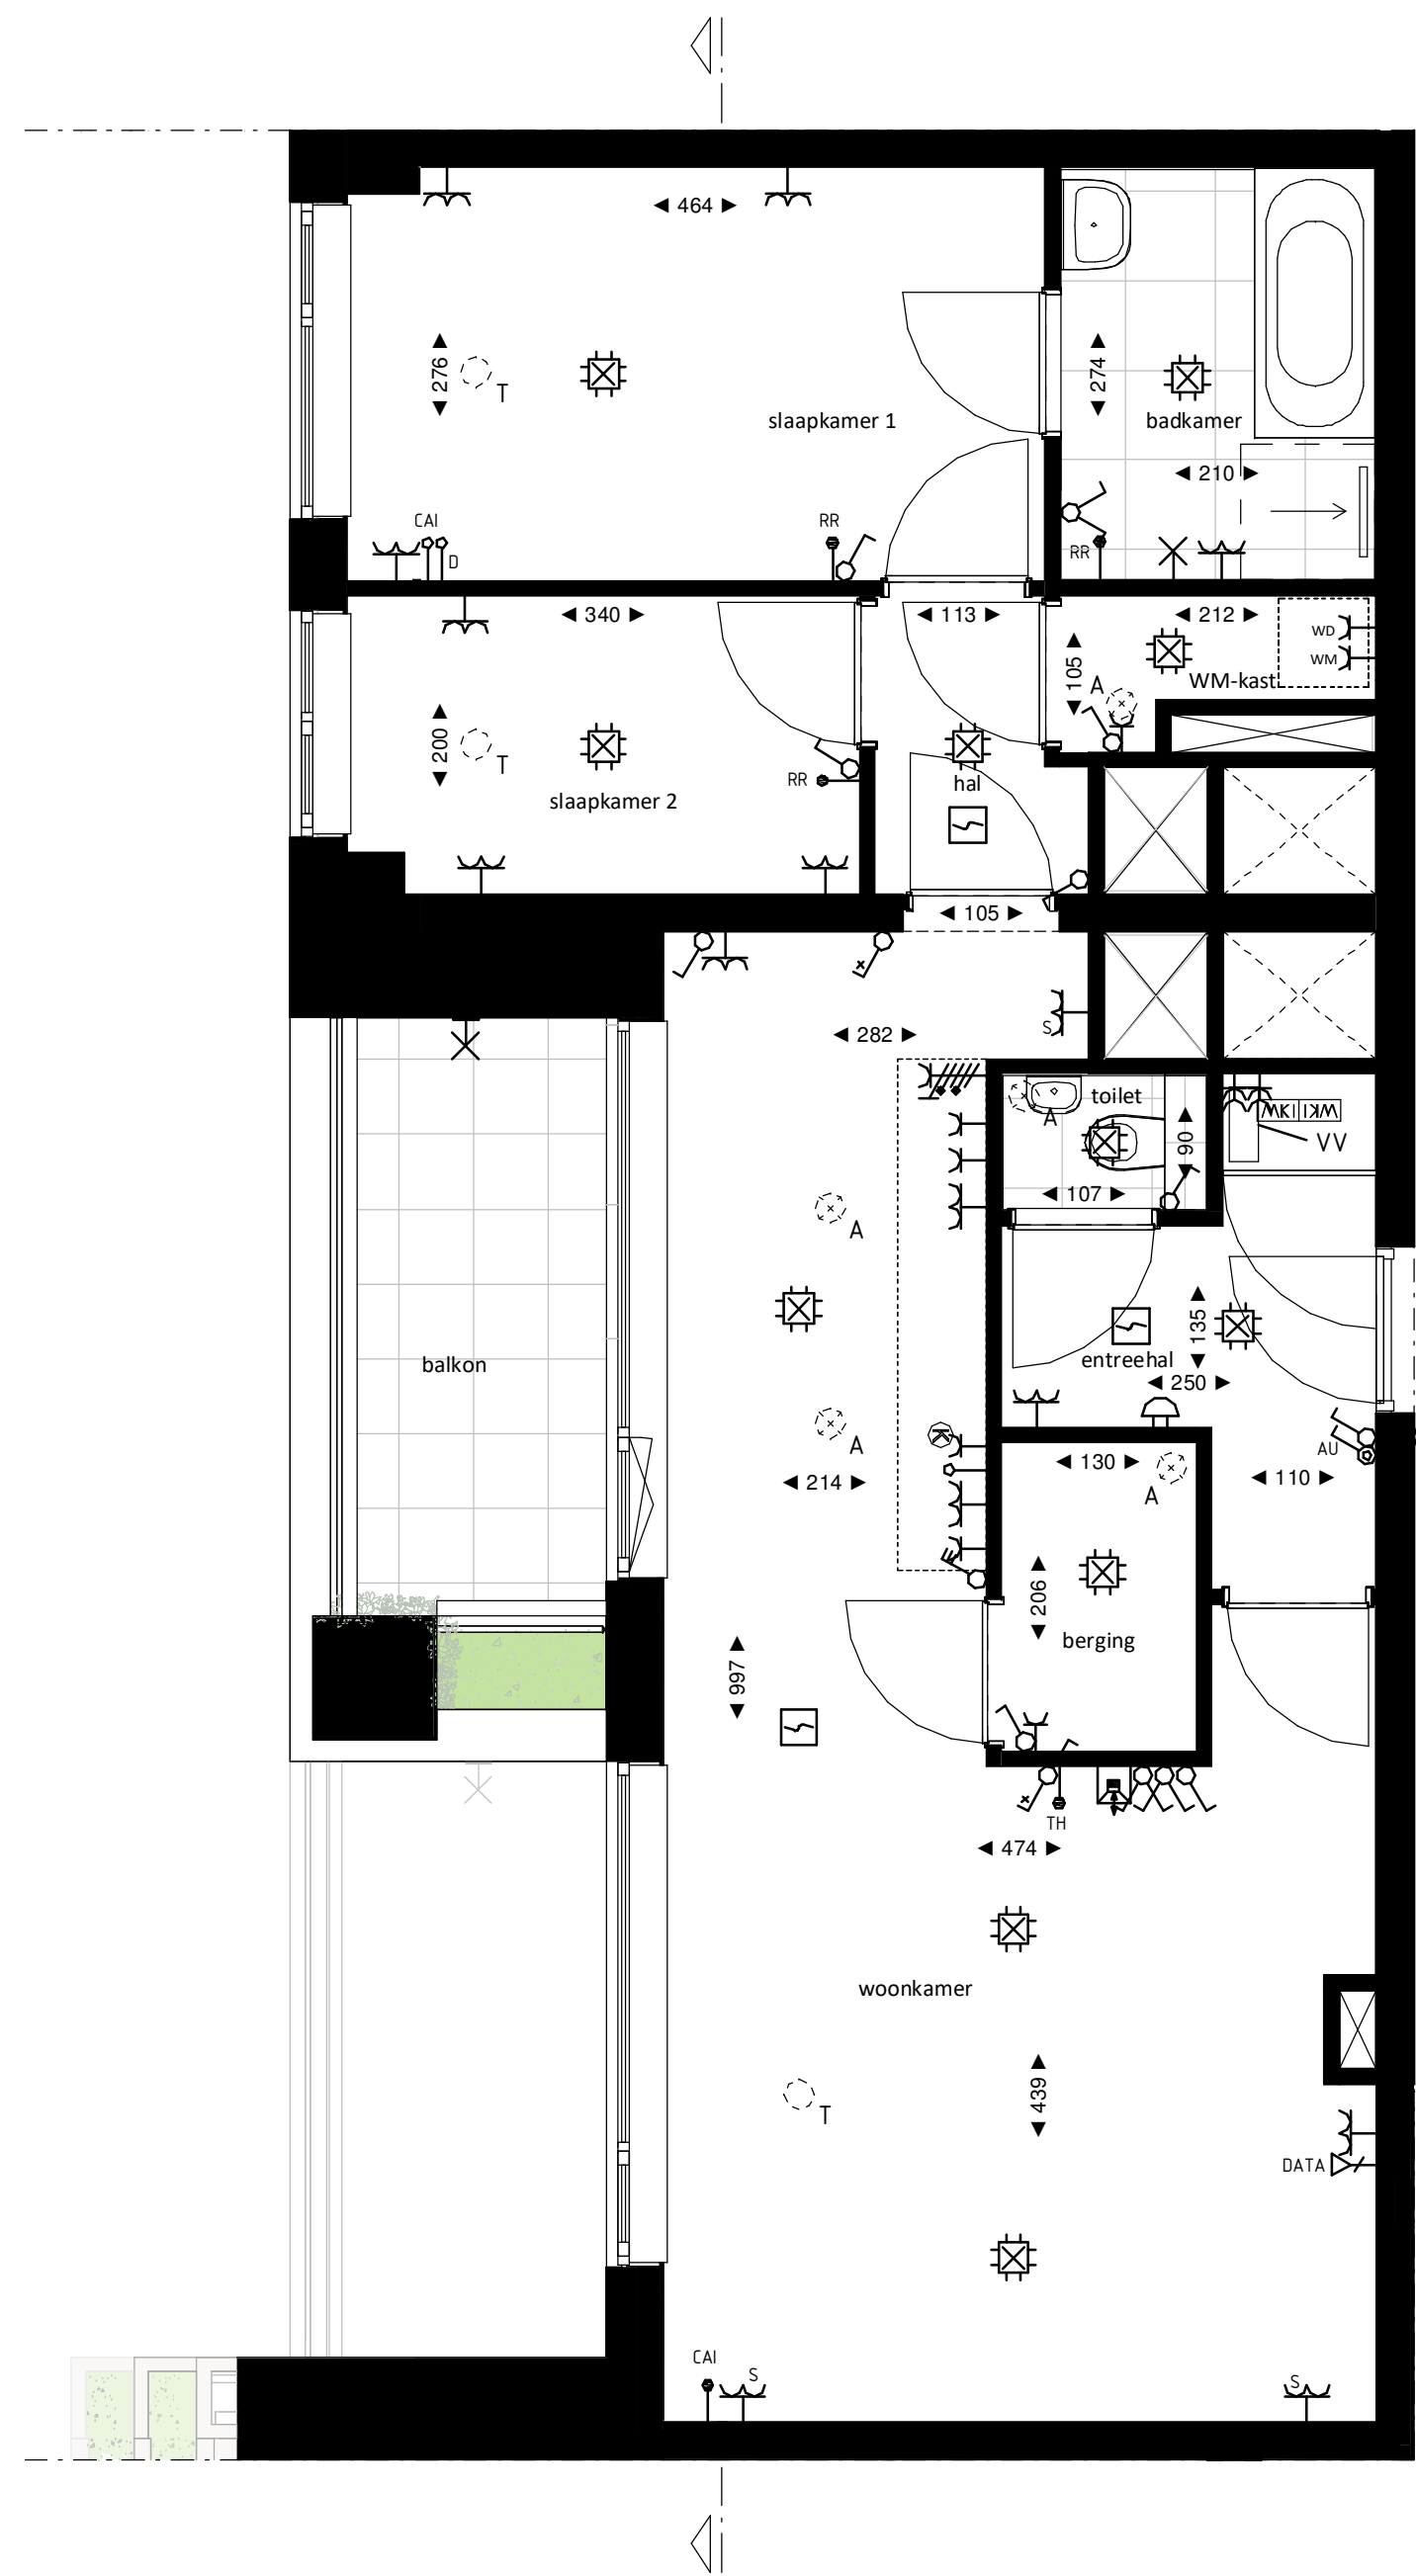 464
276
T
slaapkamer 1
274
badkamer
210
CAI
D
RR
RR
340
113
212
WD
WM
105
A
WM-kast
200
T
RR
slaapkamer 2
hal
105
282
S
toilet
A
90
107
WKI
WKI
VV
A
135
entreehal
250
balkon
A
K
214
130
A
AU
110
206
berging
997
TH
474
woonkamer
439
T
DATA
CAI
S
S